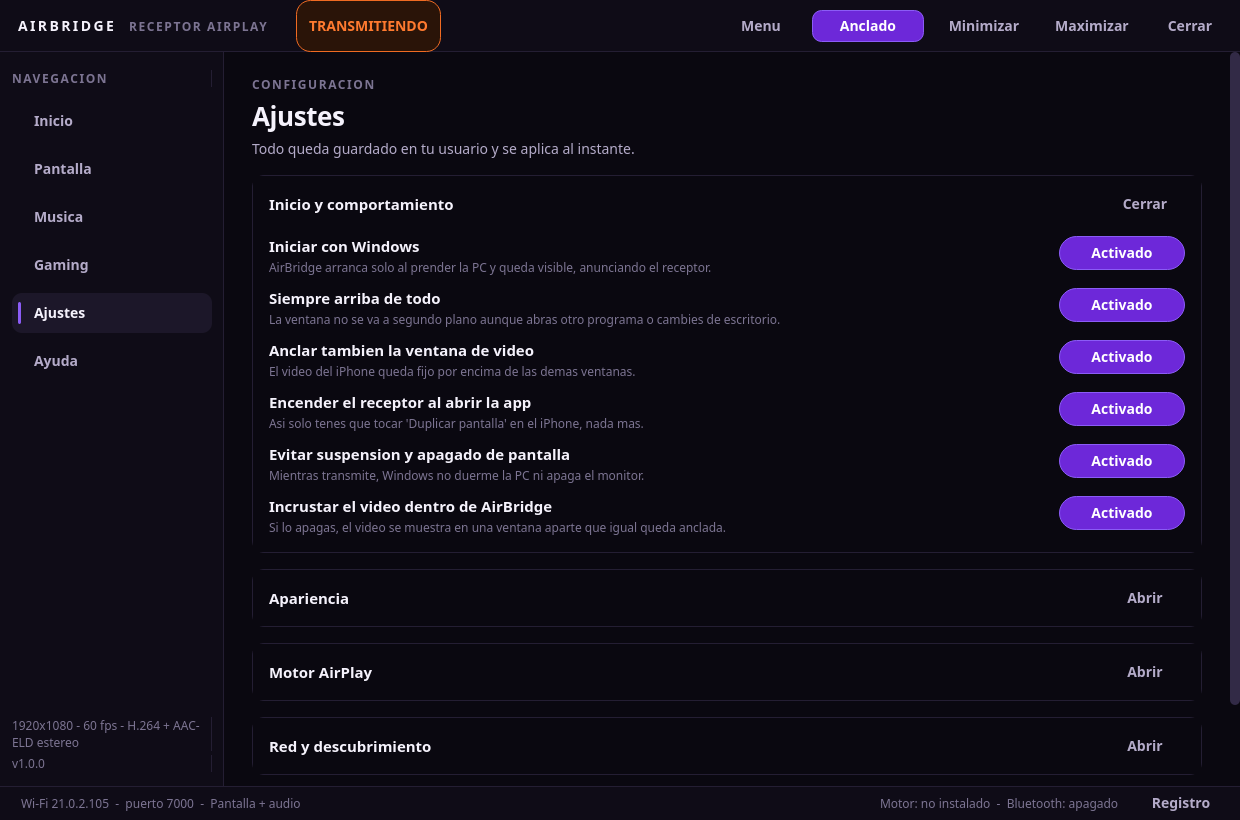 AIRBRIDGE RECEPTOR AIRPLAY TRANSMITIENDO Menu Anclado Minimizar Maximizar Cerrar
NAVEGACION
Inicio
Pantalla
Musica
Gaming
Ajustes
Ayuda
1920x1080 - 60 fps - H.264 + AAC-
ELD estereo
v1.0.0
CONFIGURACION
Ajustes
Todo queda guardado en tu usuario y se aplica al instante.
Inicio y comportamiento Cerrar
Iniciar con Windows
AirBridge arranca solo al prender la PC y queda visible, anunciando el receptor.
Activado
Siempre arriba de todo
La ventana no se va a segundo plano aunque abras otro programa o cambies de escritorio.
Activado
Anclar tambien la ventana de video
El video del iPhone queda fijo por encima de las demas ventanas.
Activado
Encender el receptor al abrir la app
Asi solo tenes que tocar 'Duplicar pantalla' en el iPhone, nada mas.
Activado
Evitar suspension y apagado de pantalla
Mientras transmite, Windows no duerme la PC ni apaga el monitor.
Activado
Incrustar el video dentro de AirBridge
Si lo apagas, el video se muestra en una ventana aparte que igual queda anclada.
Activado
Apariencia Abrir
Motor AirPlay Abrir
Red y descubrimiento Abrir
Wi-Fi 21.0.2.105 - puerto 7000 - Pantalla + audio Motor: no instalado - Bluetooth: apagado Registro